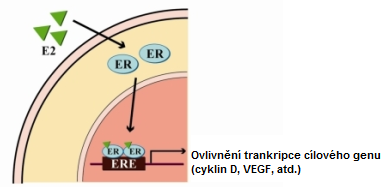 E2
ER
ER
ER
ER
ERE
Ovlivnění trankripce cílového genu
(cyklin D, VEGF, atd.)